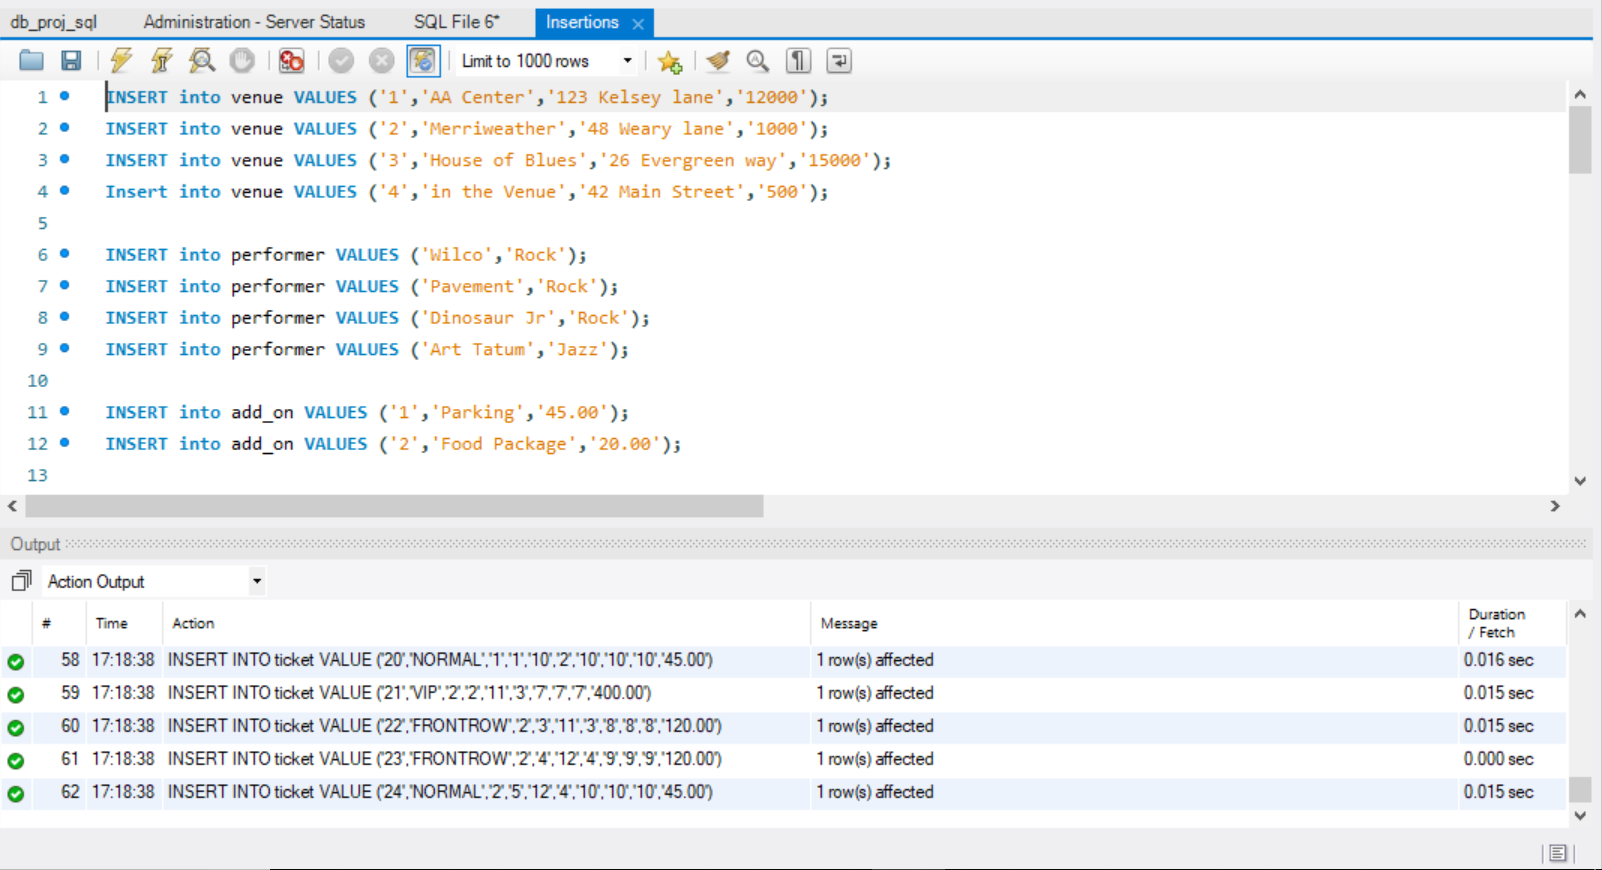 db_proj_sql Administration - Server Status SQL File 6* Insertions
Limit to 1000 rows
1 INSERT into venue VALUES ('1','AA Center','123 Kelsey lane','12000');
2 INSERT into venue VALUES ('2','Merriweather','48 Weary lane','1000');
3 INSERT into venue VALUES ('3','House of Blues','26 Evergreen way','15000');
4 Insert into venue VALUES ('4','in the Venue','42 Main Street','500');
5
6 INSERT into performer VALUES ('Wilco','Rock');
7 INSERT into performer VALUES ('Pavement','Rock');
8 INSERT into performer VALUES ('Dinosaur Jr','Rock');
9 INSERT into performer VALUES ('Art Tatum','Jazz');
10
11 INSERT into add_on VALUES ('1','Parking','45.00');
12 INSERT into add_on VALUES ('2','Food Package','20.00');
13
Output
Action Output
# Time Action Message Duration / Fetch
58 17:18:38 INSERT INTO ticket VALUE ('20','NORMAL','1','1','10','2','10','10','10','45.00') 1 row(s) affected 0.016 sec
59 17:18:38 INSERT INTO ticket VALUE ('21','VIP','2','2','11','3','7','7','7','400.00') 1 row(s) affected 0.015 sec
60 17:18:38 INSERT INTO ticket VALUE ('22','FRONTROW','2','3','11','3','8','8','8','120.00') 1 row(s) affected 0.015 sec
61 17:18:38 INSERT INTO ticket VALUE ('23','FRONTROW','2','4','12','4','9','9','9','120.00') 1 row(s) affected 0.000 sec
62 17:18:38 INSERT INTO ticket VALUE ('24','NORMAL','2','5','12','4','10','10','10','45.00') 1 row(s) affected 0.015 sec